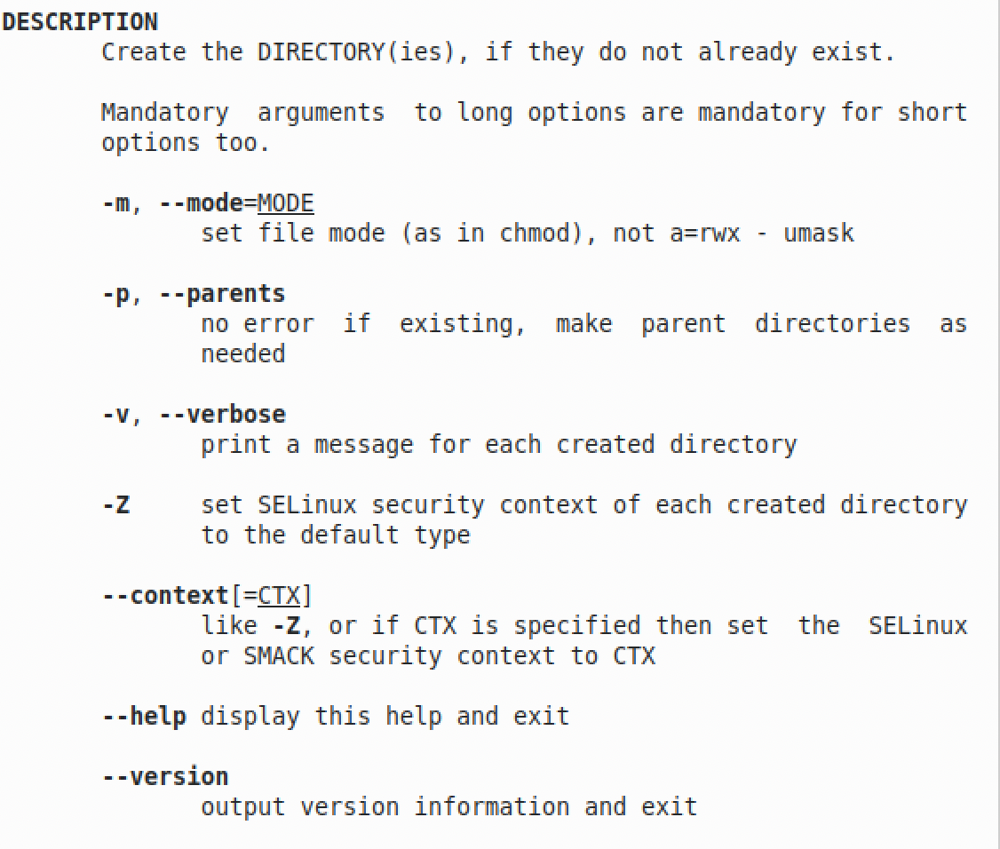 DESCRIPTION
Create the DIRECTORY(ies), if they do not already exist.
Mandatory arguments to long options are mandatory for short
options too.
-m, --mode=MODE
set file mode (as in chmod), not a=rwx - umask
-p, --parents
no error if existing, make parent directories as
needed
-v, --verbose
print a message for each created directory
-Z set SELinux security context of each created directory
to the default type
--context[=CTX]
like -Z, or if CTX is specified then set the SELinux
or SMACK security context to CTX
--help display this help and exit
--version
output version information and exit